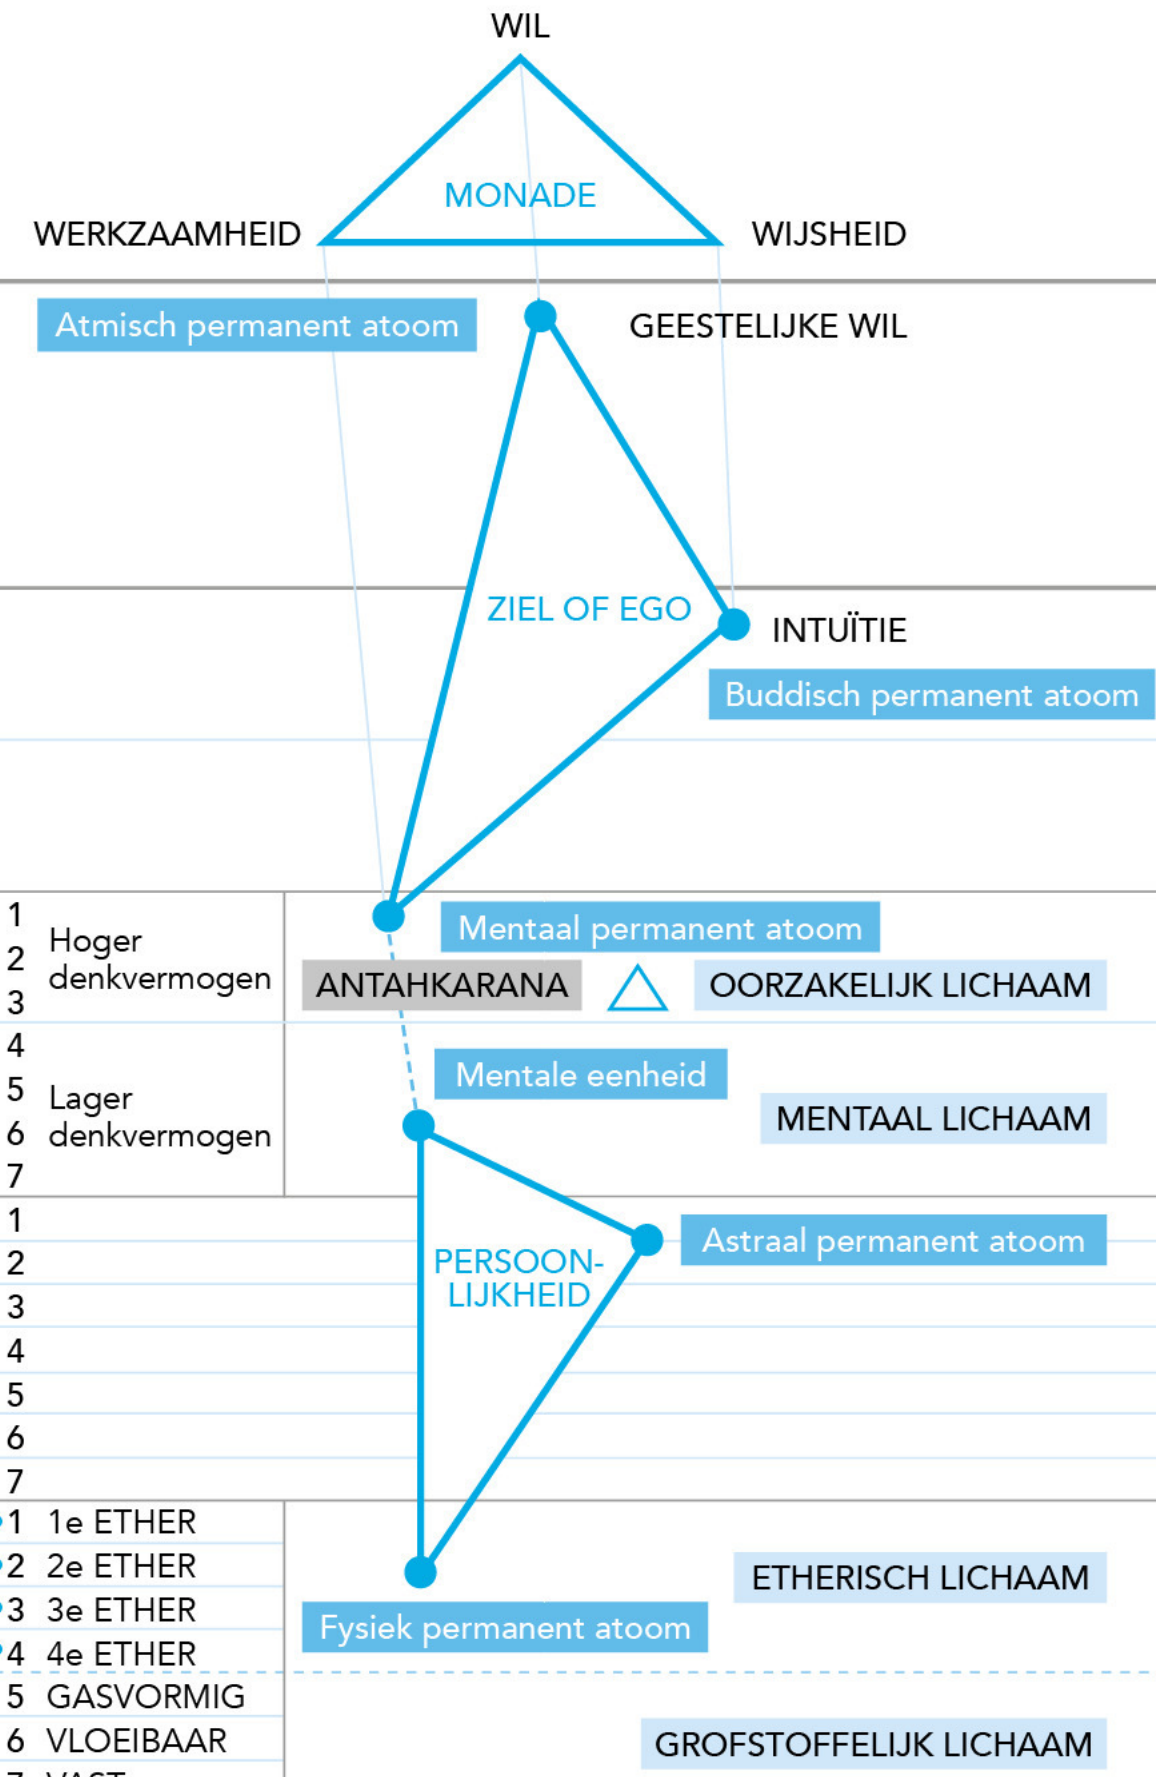 WIL
MONADE
WERKZAAMHEID
WIJSHEID
Atmisch permanent atoom
GEESTELIJKE WIL
ZIEL OF EGO
INTUÏTIE
Buddisch permanent atoom
1
Hoger
denkvermogen
2
3
Mentaal permanent atoom
ANTAHKARANA
OORZAKELIJK LICHAAM
4
5
Lager
denkvermogen
6
7
Mentale eenheid
MENTAAL LICHAAM
1
Astraal permanent atoom
2
PERSOON-
LIJKHEID
3
4
5
6
7
1 1e ETHER
2 2e ETHER
ETHERISCH LICHAAM
3 3e ETHER
Fysiek permanent atoom
4 4e ETHER
5 GASVORMIG
6 VLOEIBAAR
GROFSTOFFELIJK LICHAAM